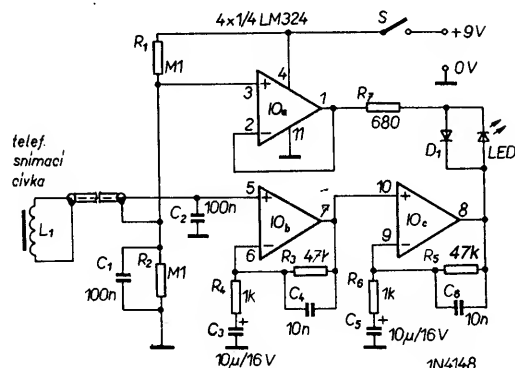 4x1/4 LM324
S
+9V
0V
R1
M1
3
4
+
IOa
1
2
−
11
R7
680
D1
LED
telef.
snímací
cívka
L1
5
+
C2
100n
IOb
7
6
−
10
+
IOc
8
9
−
C1
100n
R2
M1
R4
1k
R3
47k
C4
10n
C3
+
10µ/16V
R6
1k
R5
47k
C6
10n
C5
+
10µ/16V
1N4148